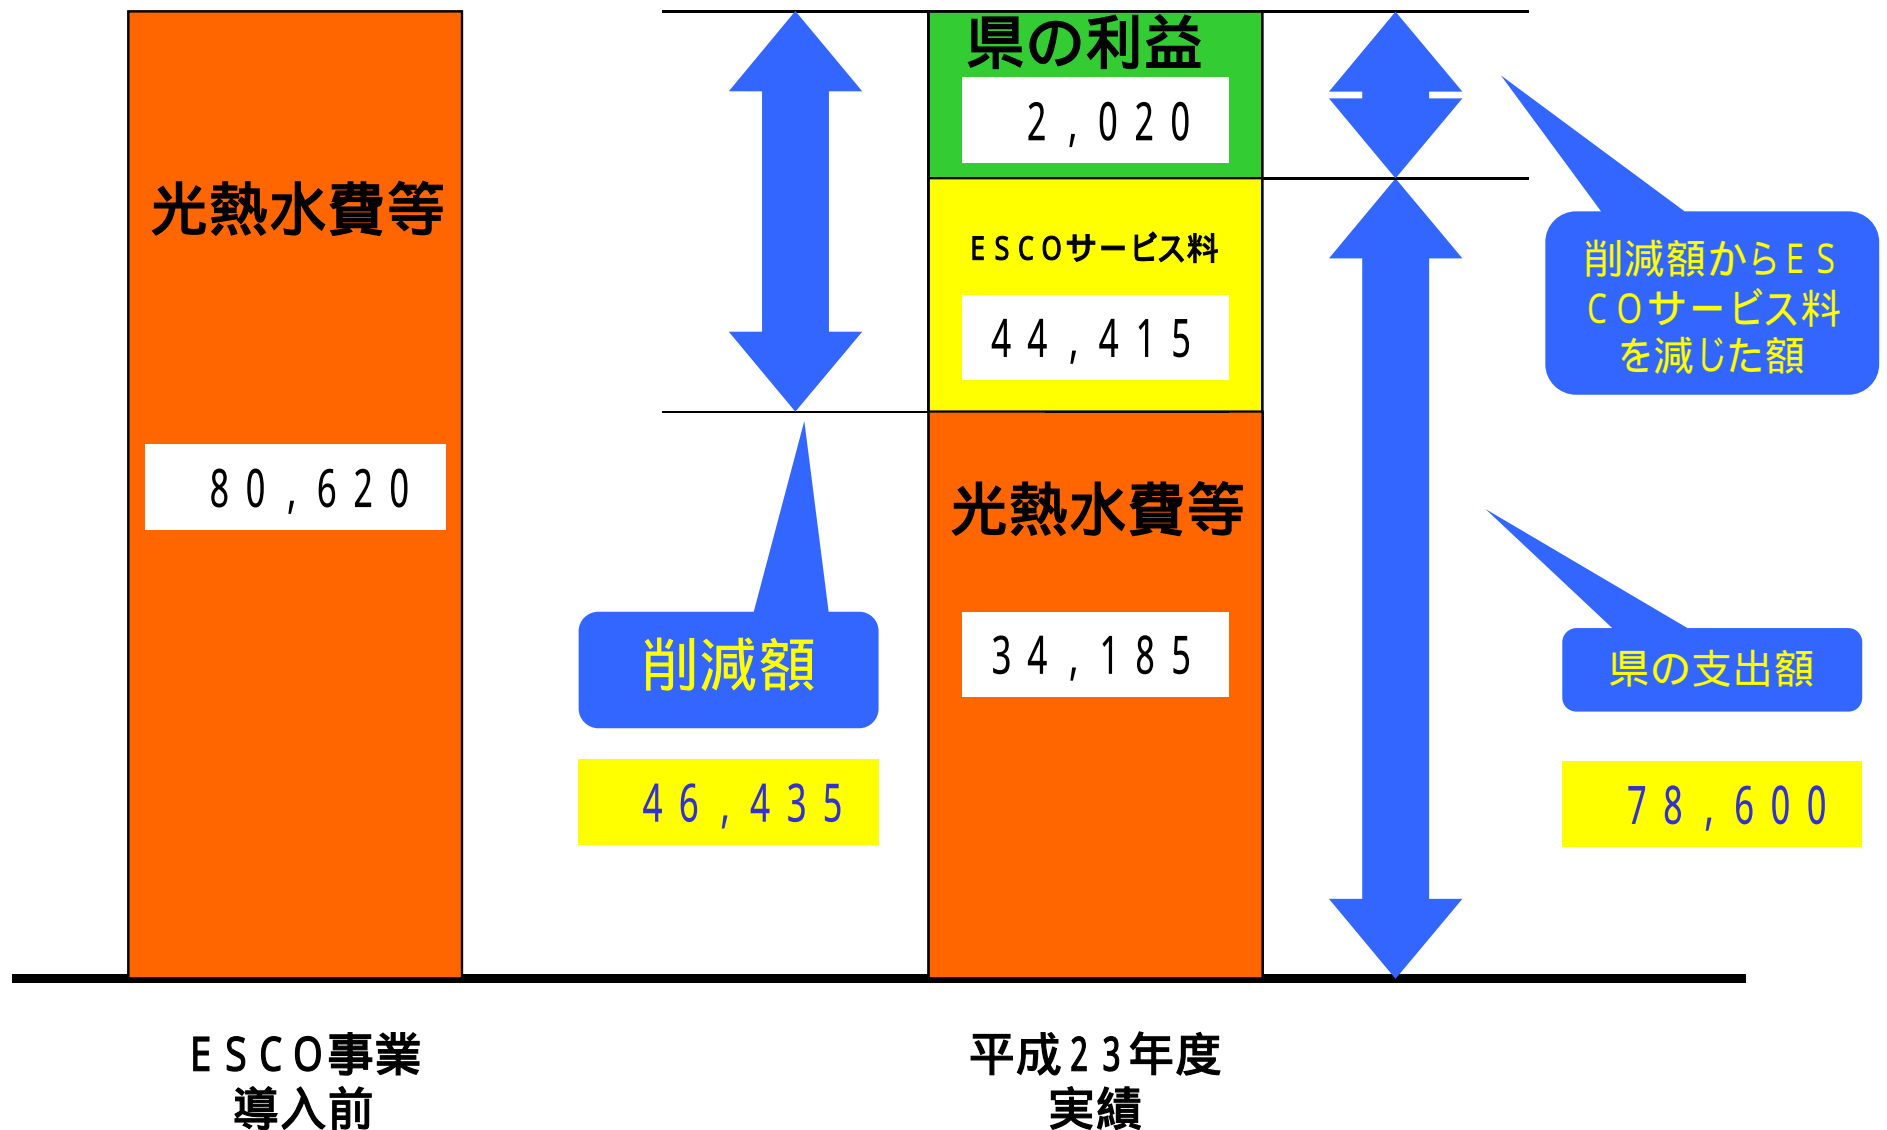 光熱水費等
80,620
ESCO事業
導入前
削減額
46,435
県の利益
2,020
ESCOサービス料
44,415
光熱水費等
34,185
平成23年度
実績
削減額からES
COサービス料
を減じた額
県の支出額
78,600